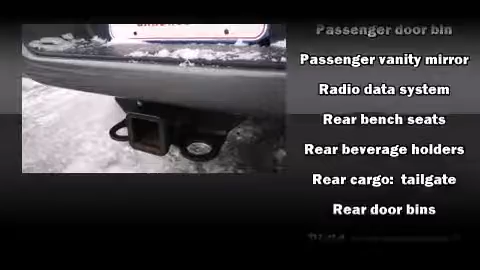 Passenger door bin
Passenger vanity mirror
Radio data system
Rear bench seats
Rear beverage holders
Rear cargo: tailgate
Rear door bins